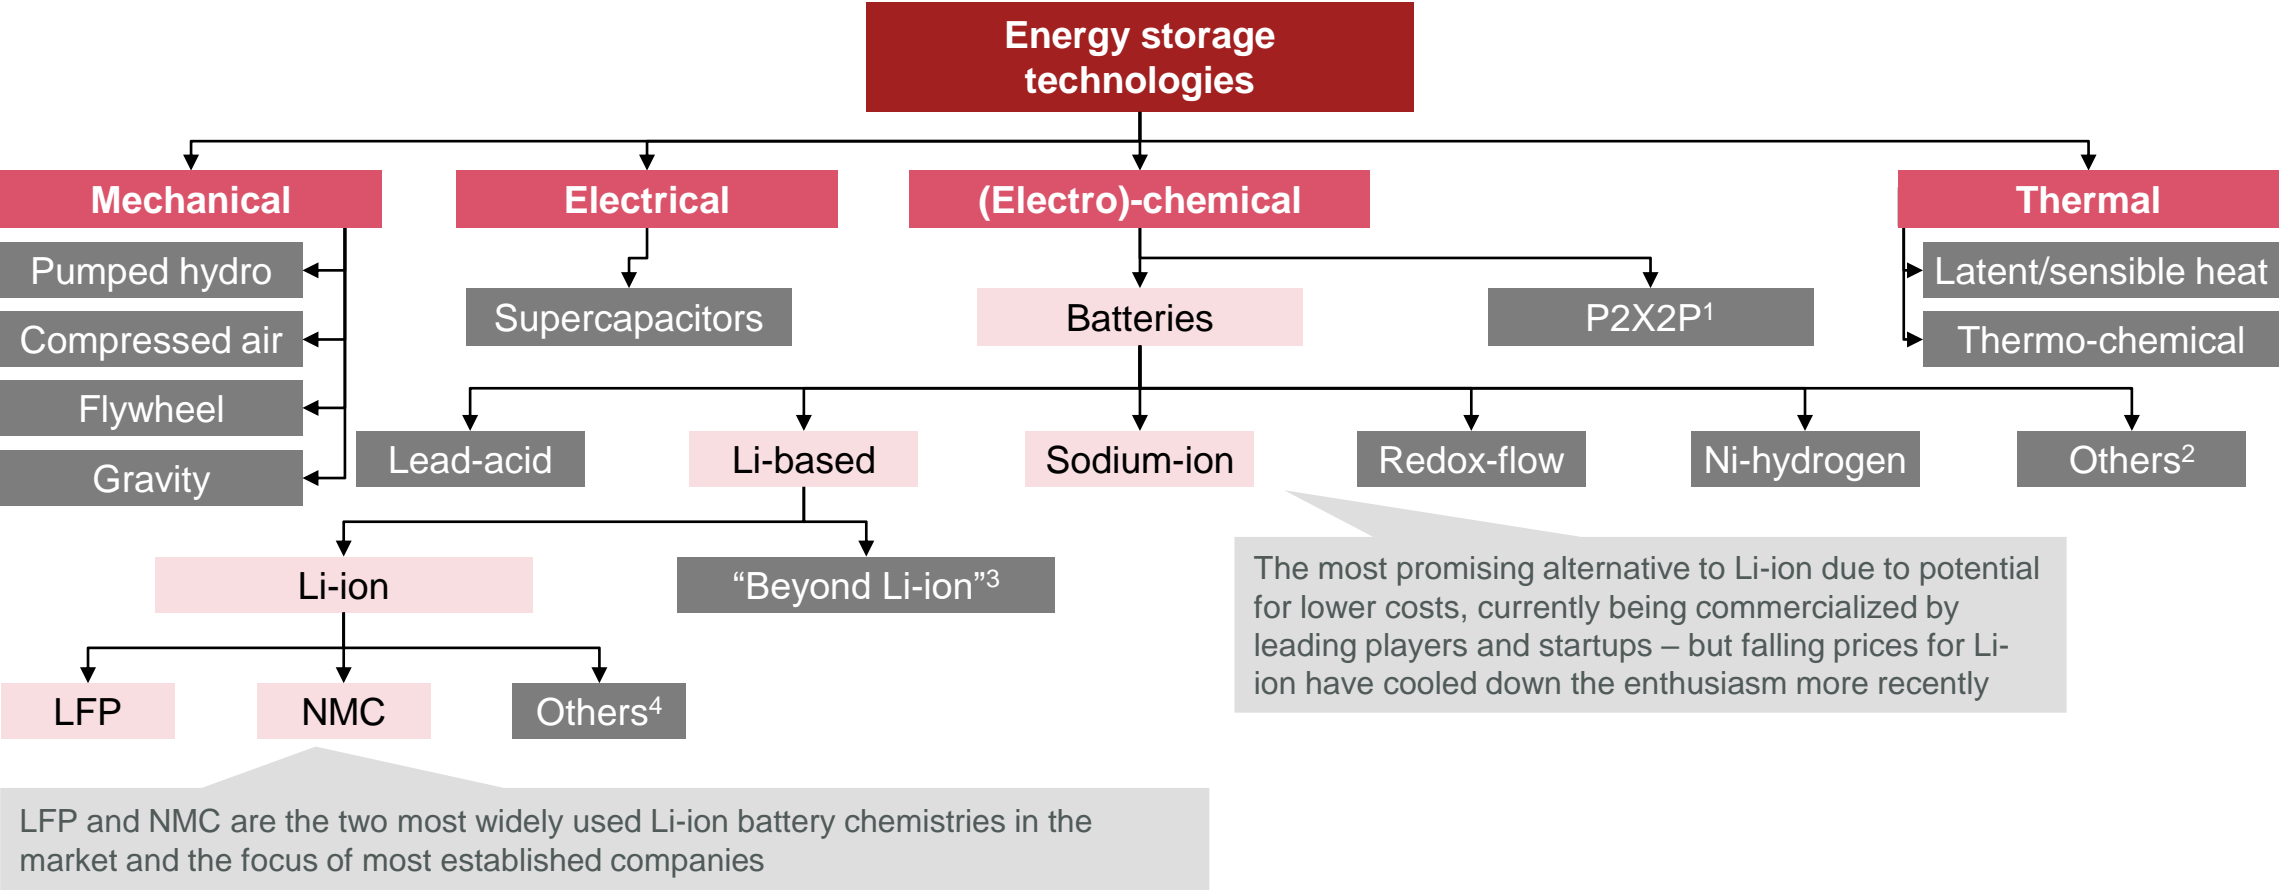 Energy storage
technologies
Mechanical
Electrical
(Electro)-chemical
Thermal
Pumped hydro
Compressed air
Flywheel
Gravity
Supercapacitors
Batteries
P2X2P¹
Latent/sensible heat
Thermo-chemical
Lead-acid
Li-based
Sodium-ion
Redox-flow
Ni-hydrogen
Others²
Li-ion
“Beyond Li-ion”³
The most promising alternative to Li-ion due to potential
for lower costs, currently being commercialized by
leading players and startups – but falling prices for Li-
ion have cooled down the enthusiasm more recently
LFP
NMC
Others⁴
LFP and NMC are the two most widely used Li-ion battery chemistries in the
market and the focus of most established companies